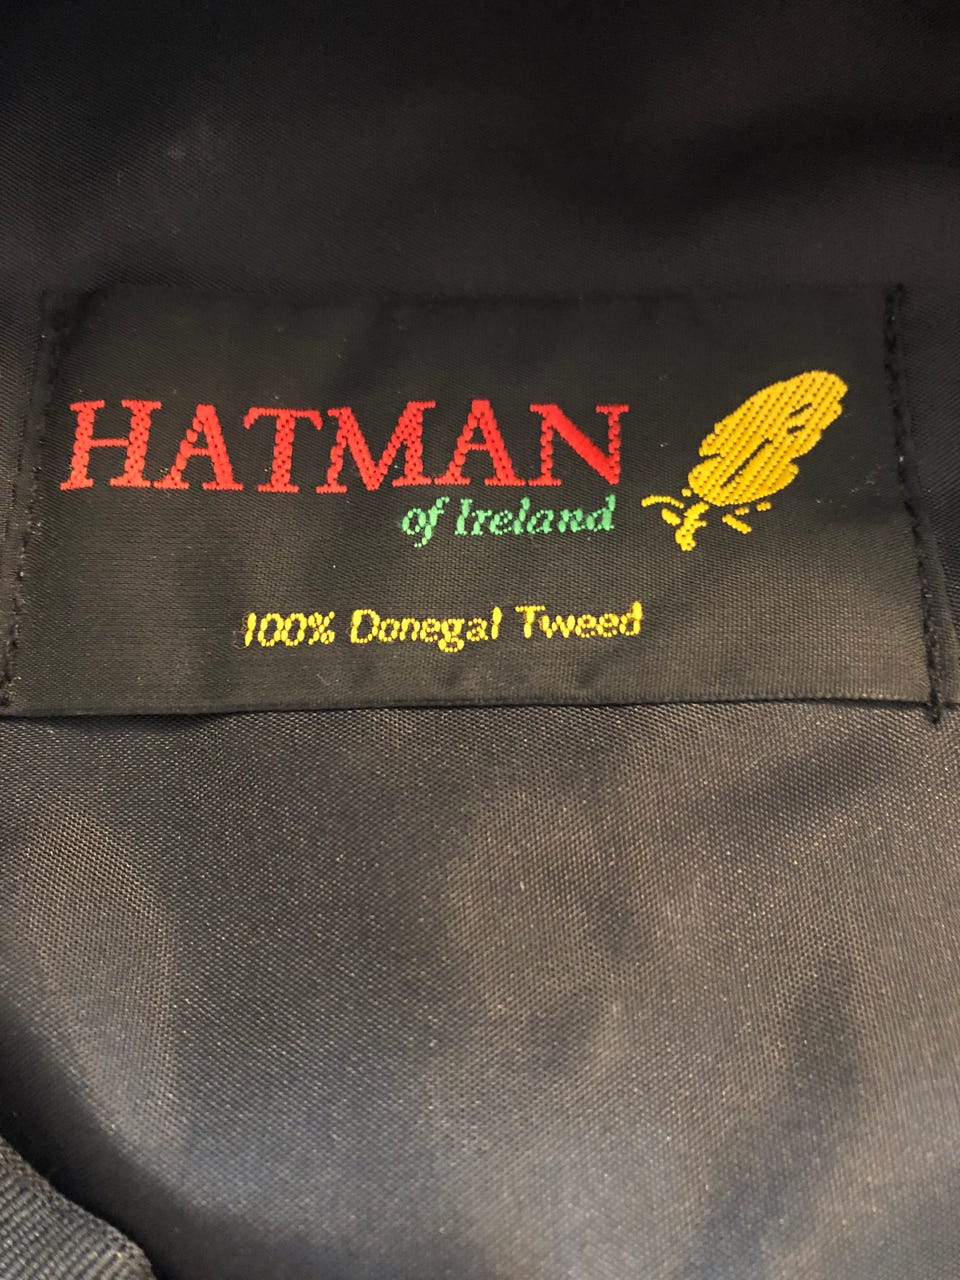 HATMAN
of Ireland
100% Donegal Tweed